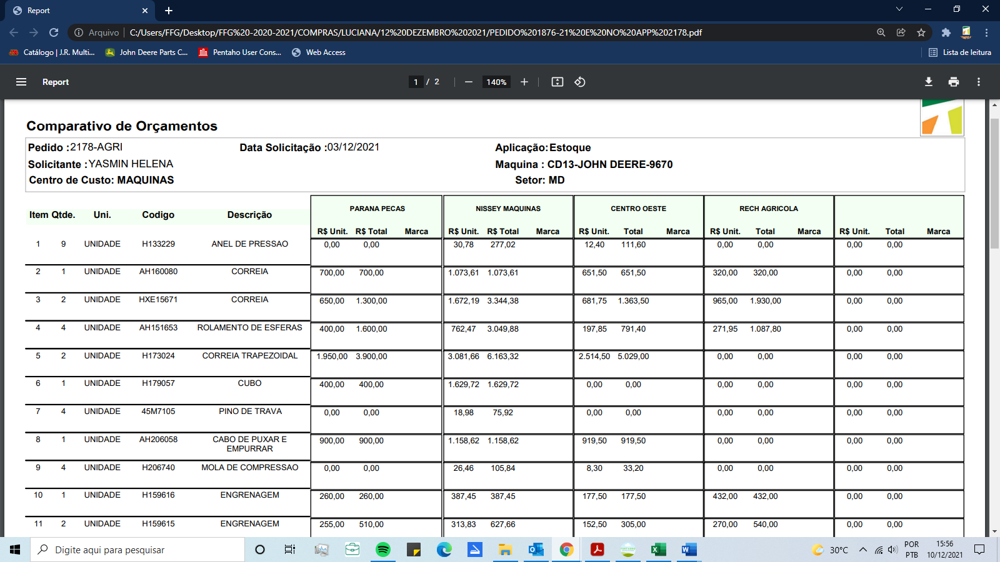 Report
Arquivo C:/Users/FFG/Desktop/FFG%20-2020-2021/COMPRAS/LUCIANA/12%20DEZEMBRO%202021/PEDIDO%201876-21%20E%20NO%20APP%202178.pdf
Catálogo | J.R. Multi... John Deere Parts C... Pentaho User Cons... Web Access Lista de leitura
Report 1 / 2 140%
Comparativo de Orçamentos
Pedido :2178-AGRI Data Solicitação :03/12/2021 Aplicação:Estoque
Solicitante :YASMIN HELENA Maquina : CD13-JOHN DEERE-9670
Centro de Custo: MAQUINAS Setor: MD
PARANA PECAS NISSEY MAQUINAS CENTRO OESTE RECH AGRICOLA
Item Qtde. Uni. Codigo Descrição
R$ Unit. R$ Total Marca R$ Unit. R$ Total Marca R$ Unit. Total Marca R$ Unit. Total Marca R$ Unit. Total Marca
1 9 UNIDADE H133229 ANEL DE PRESSAO 0,00 0,00 30,78 277,02 12,40 111,60 0,00 0,00 0,00 0,00
2 1 UNIDADE AH160080 CORREIA 700,00 700,00 1.073,61 1.073,61 651,50 651,50 320,00 320,00 0,00 0,00
3 2 UNIDADE HXE15671 CORREIA 650,00 1.300,00 1.672,19 3.344,38 681,75 1.363,50 965,00 1.930,00 0,00 0,00
4 4 UNIDADE AH151653 ROLAMENTO DE ESFERAS 400,00 1.600,00 762,47 3.049,88 197,85 791,40 271,95 1.087,80 0,00 0,00
5 2 UNIDADE H173024 CORREIA TRAPEZOIDAL 1.950,00 3.900,00 3.081,66 6.163,32 2.514,50 5.029,00 0,00 0,00 0,00 0,00
6 1 UNIDADE H179057 CUBO 400,00 400,00 1.629,72 1.629,72 0,00 0,00 0,00 0,00 0,00 0,00
7 4 UNIDADE 45M7105 PINO DE TRAVA 0,00 0,00 18,98 75,92 0,00 0,00 0,00 0,00 0,00 0,00
8 1 UNIDADE AH206058 CABO DE PUXAR E 900,00 900,00 1.158,62 1.158,62 919,50 919,50 0,00 0,00 0,00 0,00
EMPURRAR
9 4 UNIDADE H206740 MOLA DE COMPRESSAO 0,00 0,00 26,46 105,84 8,30 33,20 0,00 0,00 0,00 0,00
10 1 UNIDADE H159616 ENGRENAGEM 260,00 260,00 387,45 387,45 177,50 177,50 432,00 432,00 0,00 0,00
11 2 UNIDADE H159615 ENGRENAGEM 255,00 510,00 313,83 627,66 152,50 305,00 270,00 540,00 0,00 0,00
Digite aqui para pesquisar 30°C POR 15:56
PTB 10/12/2021